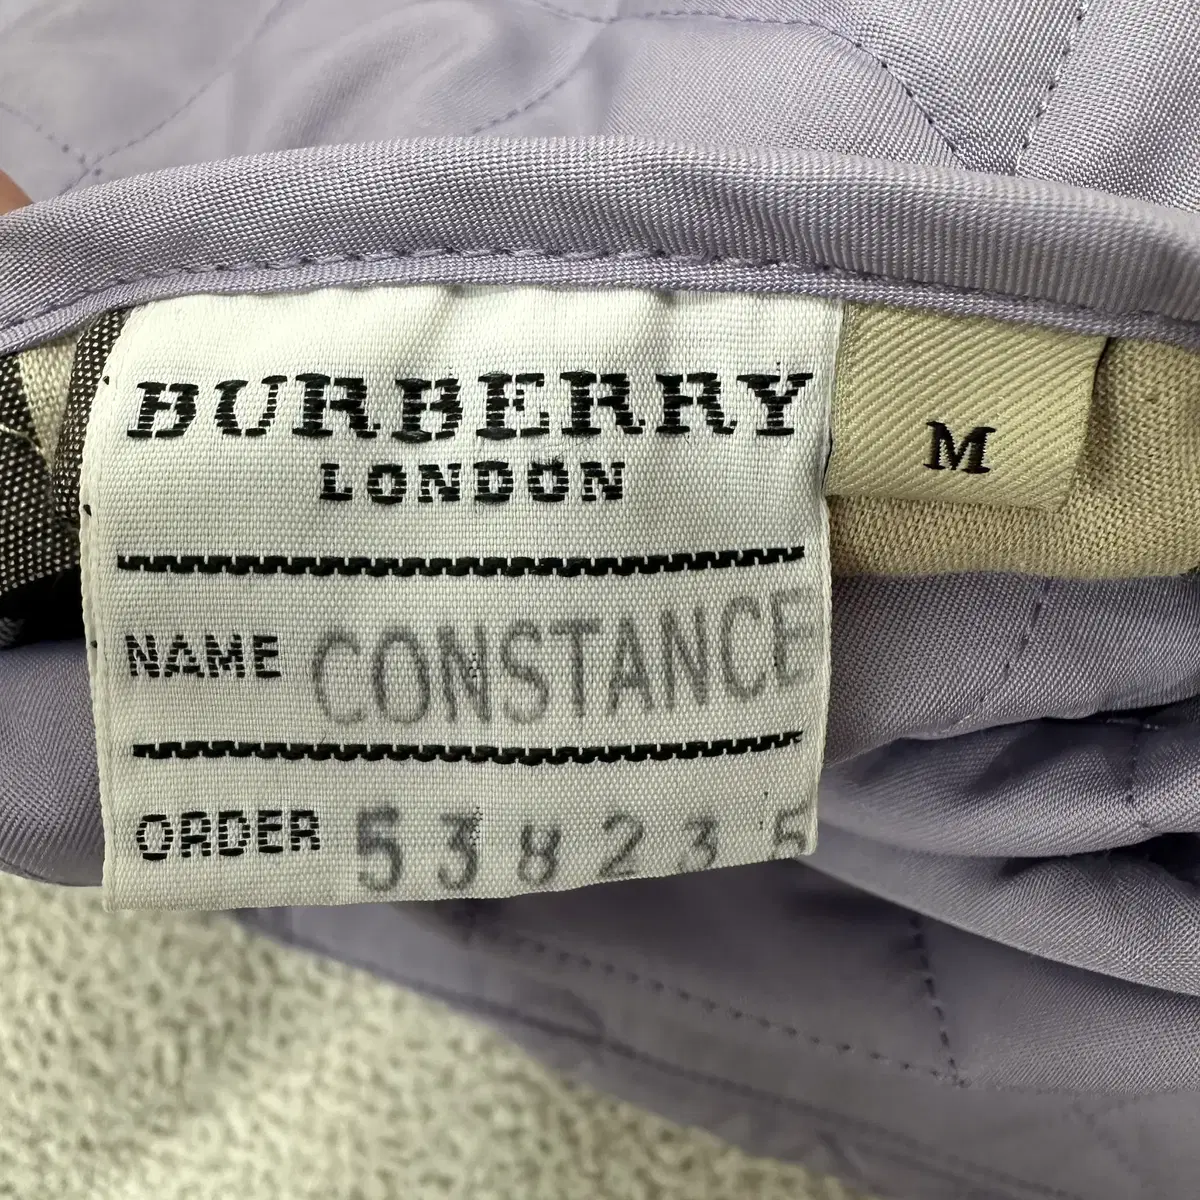 BURBERRY
LONDON
M
NAME CONSTANCE
ORDER 538235